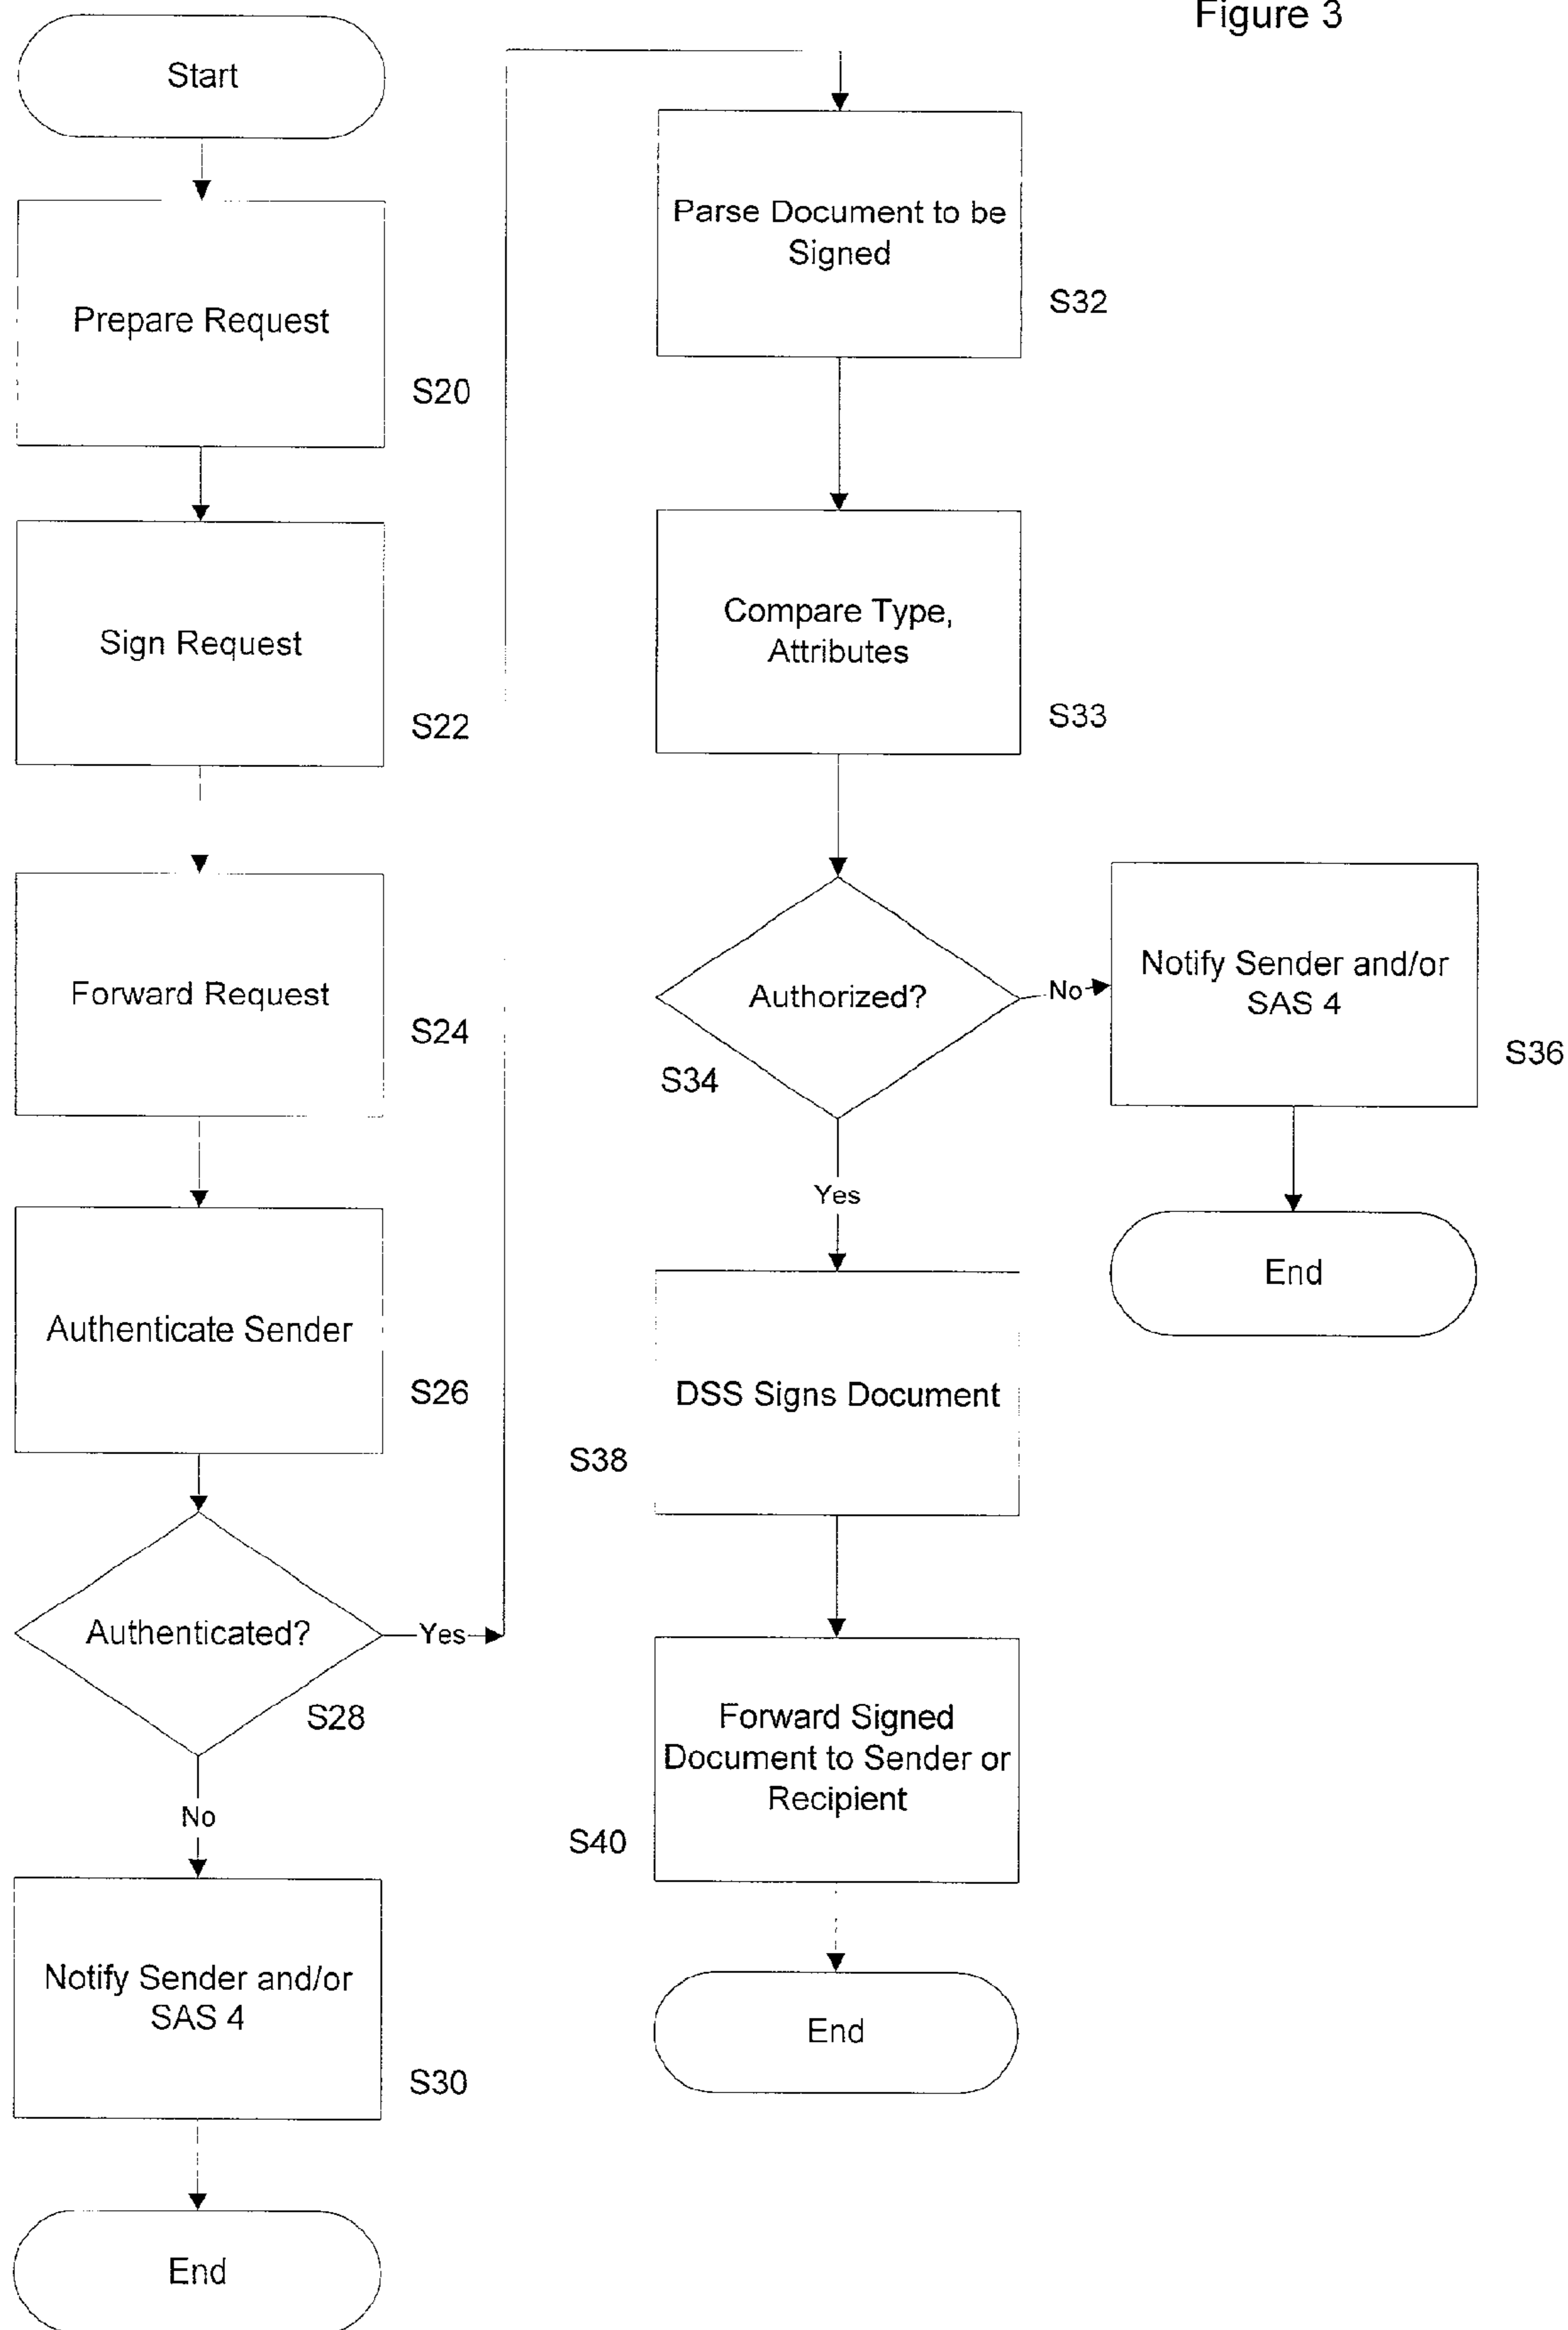 Figure 3
Start
Prepare Request
S20
Sign Request
S22
Forward Request
S24
Authenticate Sender
S26
Authenticated?
Yes
S28
No
Notify Sender and/or
SAS 4
S30
End
Parse Document to be
Signed
S32
Compare Type,
Attributes
S33
Authorized?
No
S34
Notify Sender and/or
SAS 4
S36
End
Yes
DSS Signs Document
S38
Forward Signed
Document to Sender or
Recipient
S40
End